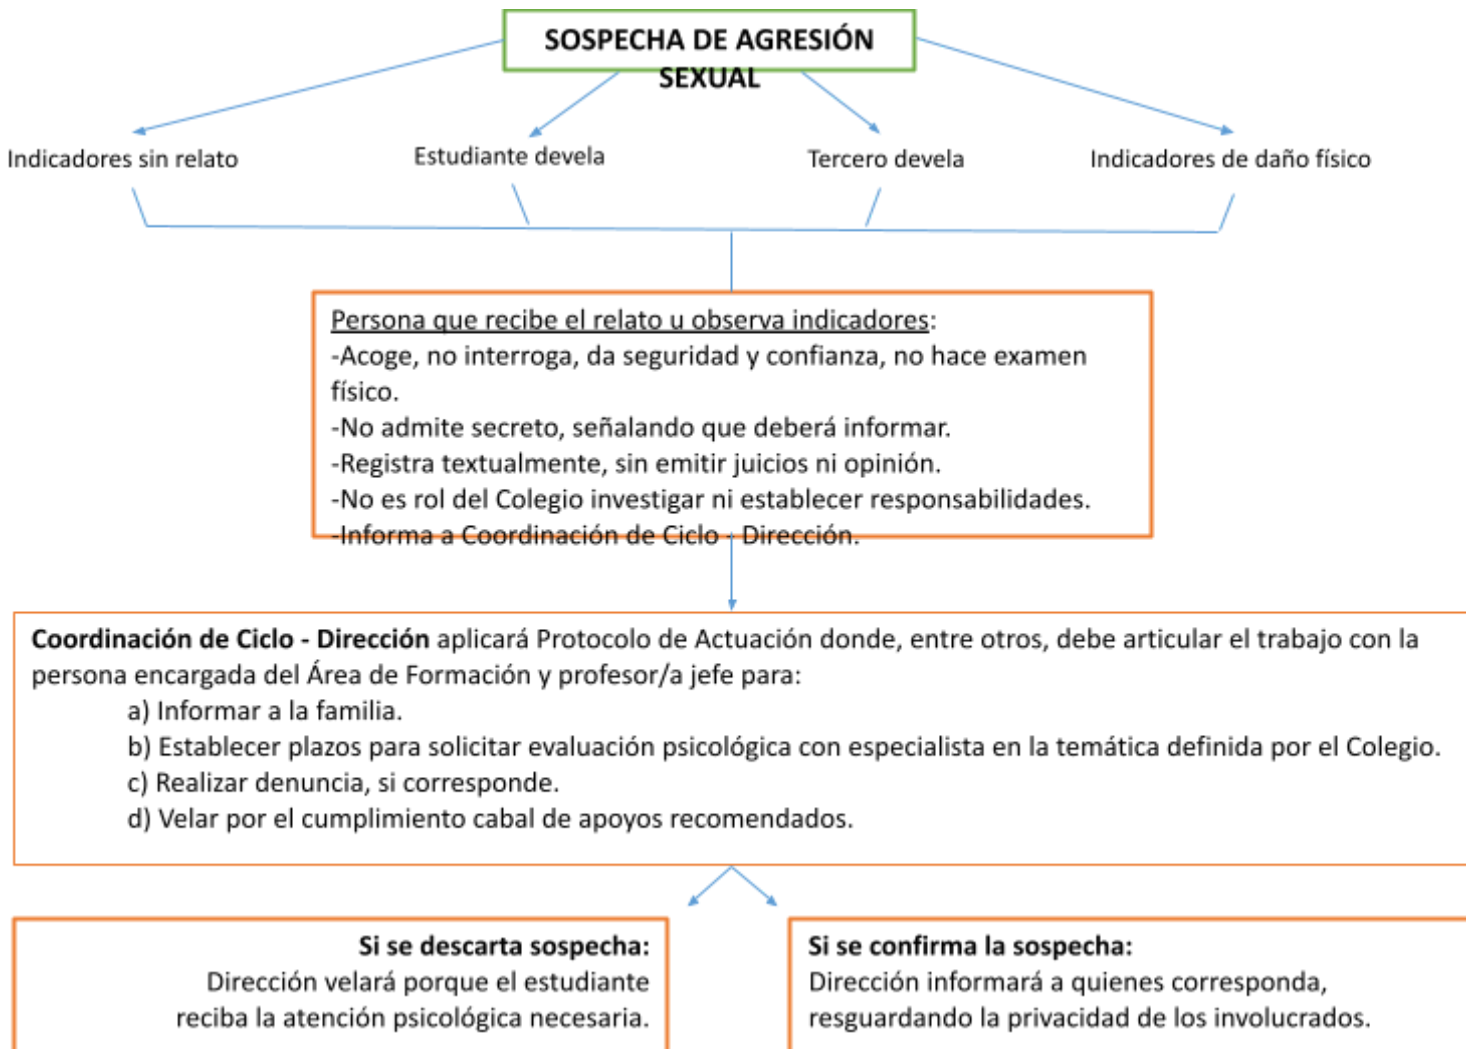 SOSPECHA DE AGRESIÓN
SEXUAL
Indicadores sin relato
Estudiante devela
Tercero devela
Indicadores de daño físico
Persona que recibe el relato u observa indicadores:
-Acoge, no interroga, da seguridad y confianza, no hace examen
físico.
-No admite secreto, señalando que deberá informar.
-Registra textualmente, sin emitir juicios ni opinión.
-No es rol del Colegio investigar ni establecer responsabilidades.
-Informa a Coordinación de Ciclo - Dirección.
Coordinación de Ciclo - Dirección aplicará Protocolo de Actuación donde, entre otros, debe articular el trabajo con la
persona encargada del Área de Formación y profesor/a jefe para:
a) Informar a la familia.
b) Establecer plazos para solicitar evaluación psicológica con especialista en la temática definida por el Colegio.
c) Realizar denuncia, si corresponde.
d) Velar por el cumplimiento cabal de apoyos recomendados.
Si se descarta sospecha:
Dirección velará porque el estudiante
reciba la atención psicológica necesaria.
Si se confirma la sospecha:
Dirección informará a quienes corresponda,
resguardando la privacidad de los involucrados.